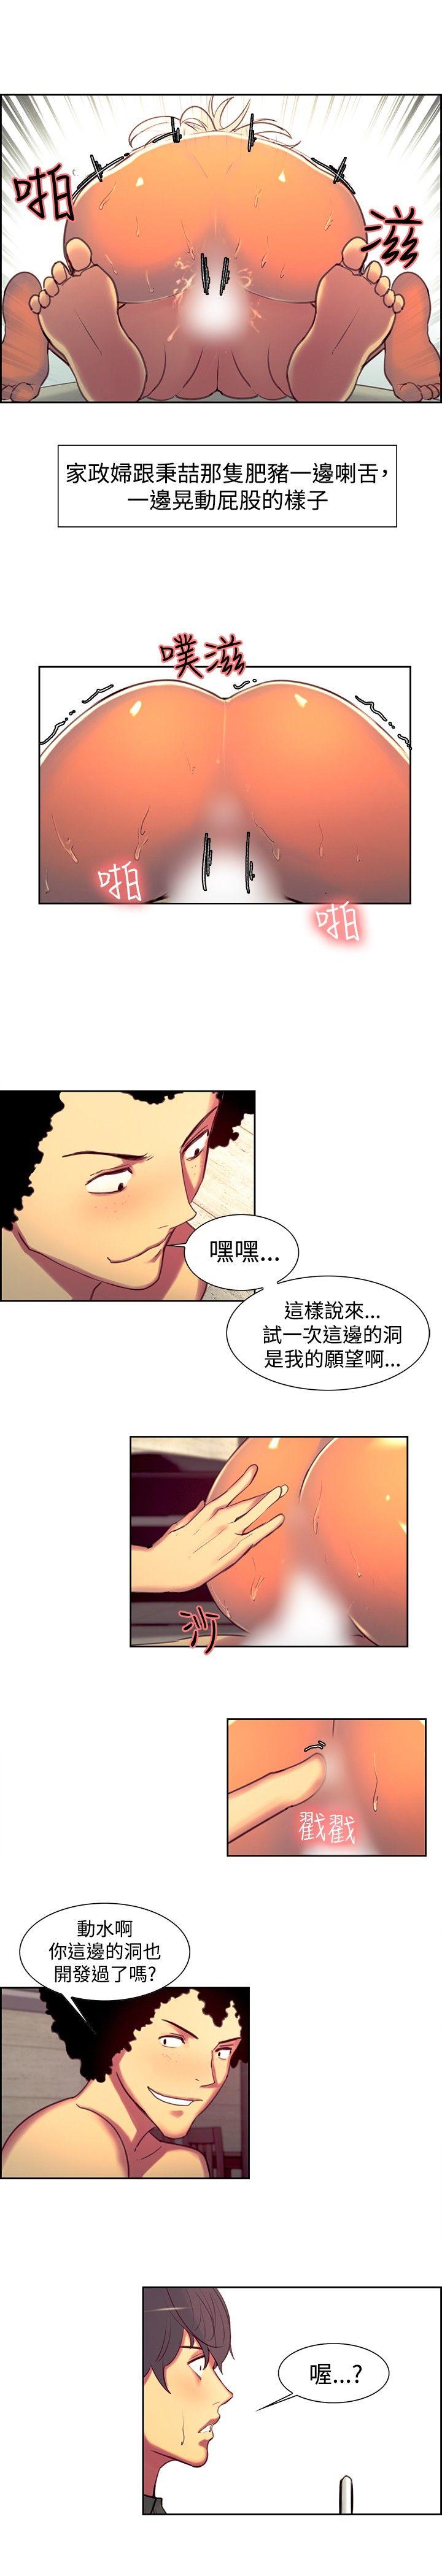 啪
滋
家政婦跟秉喆那隻肥豬一邊喇舌，
一邊晃動屁股的樣子
噗滋
啪
啪
嘿嘿...
這樣說來...
試一次這邊的洞
是我的願望啊...
沙
戳戳
動水啊
你這邊的洞也
開發過了嗎?
喔...?